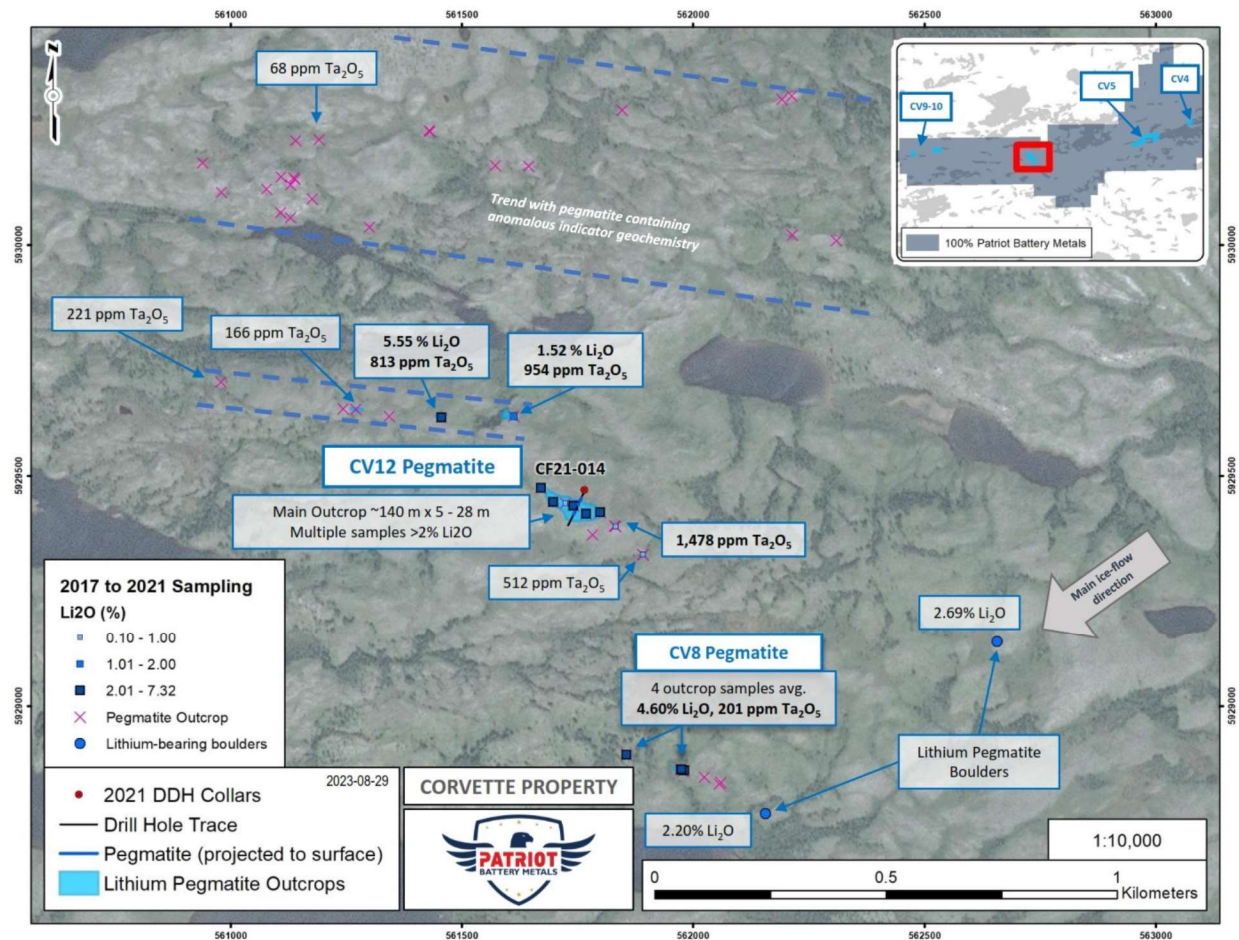 561000
561500
562000
562500
563000
N
68 ppm Ta₂O₅
CV9-10
CV5
CV4
100% Patriot Battery Metals
Trend with pegmatite containing
anomalous indicator geochemistry
5930000
5930000
221 ppm Ta₂O₅
166 ppm Ta₂O₅
5.55 % Li₂O
813 ppm Ta₂O₅
1.52 % Li₂O
954 ppm Ta₂O₅
CV12 Pegmatite
CF21-014
5929500
5929500
Main Outcrop ~140 m x 5 - 28 m
Multiple samples >2% Li2O
1,478 ppm Ta₂O₅
512 ppm Ta₂O₅
Main ice-flow
direction
2.69% Li₂O
CV8 Pegmatite
4 outcrop samples avg.
4.60% Li₂O, 201 ppm Ta₂O₅
5929000
5929000
Lithium Pegmatite
Boulders
2.20% Li₂O
2017 to 2021 Sampling
Li2O (%)
0.10 - 1.00
1.01 - 2.00
2.01 - 7.32
Pegmatite Outcrop
Lithium-bearing boulders
2023-08-29
2021 DDH Collars
Drill Hole Trace
Pegmatite (projected to surface)
Lithium Pegmatite Outcrops
CORVETTE PROPERTY
PATRIOT
BATTERY METALS
1:10,000
0
0.5
1
Kilometers
561000
561500
562000
562500
563000